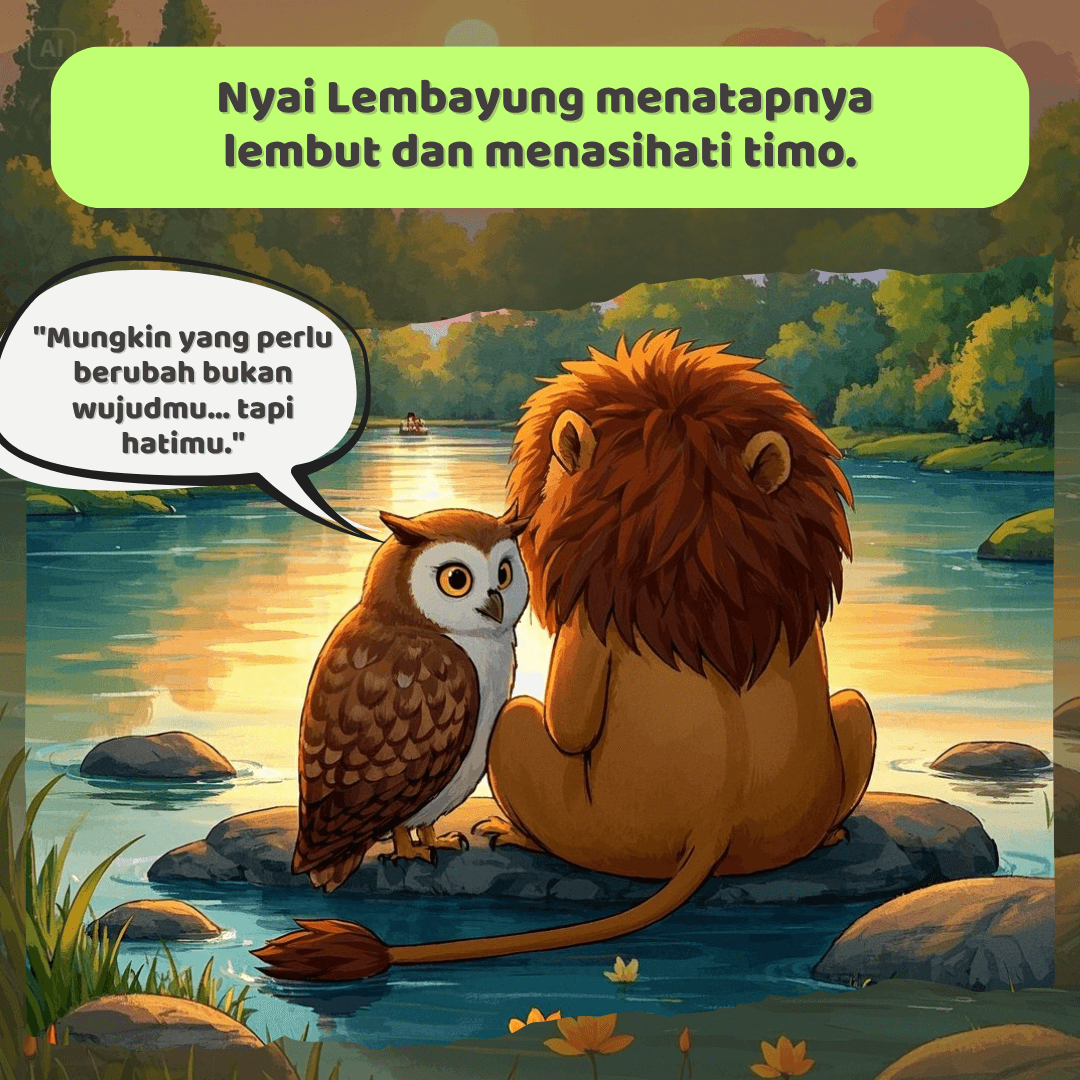 AI
Nyai Lembayung menatapnya
lembut dan menasihati timo.
"Mungkin yang perlu
berubah bukan
wujudmu... tapi
hatimu."